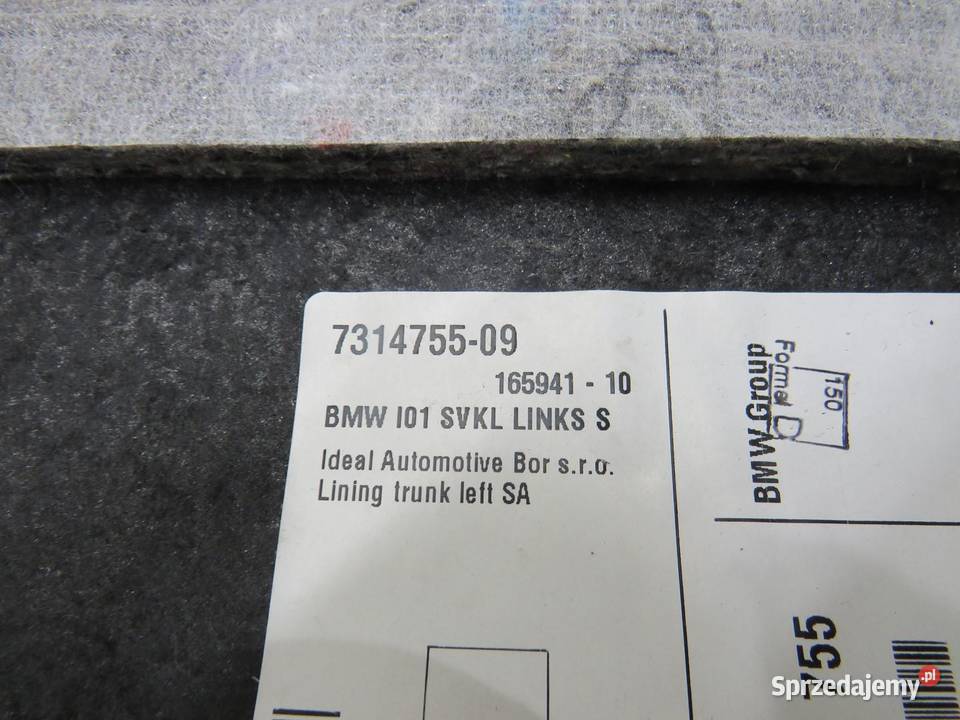 7314755-09
165941 - 10
BMW I01 SVKL LINKS S
Ideal Automotive Bor s.r.o.
Lining trunk left SA
BMW Group
Formel D
150
755
Sprzedajemy.pl